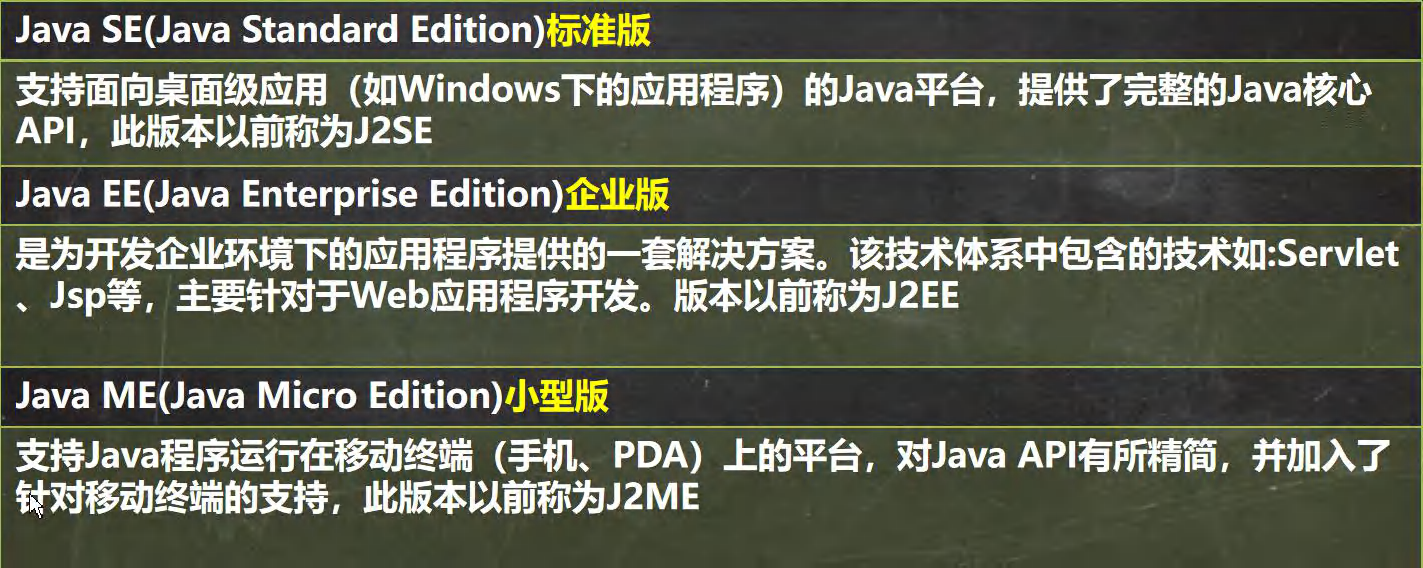 Java SE(Java Standard Edition)标准版
支持面向桌面级应用（如Windows下的应用程序）的Java平台，提供了完整的Java核心
API，此版本以前称为J2SE
Java EE(Java Enterprise Edition)企业版
是为开发企业环境下的应用程序提供的一套解决方案。该技术体系中包含的技术如:Servlet
、Jsp等，主要针对于Web应用程序开发。版本以前称为J2EE
Java ME(Java Micro Edition)小型版
支持Java程序运行在移动终端（手机、PDA）上的平台，对Java API有所精简，并加入了
针对移动终端的支持，此版本以前称为J2ME